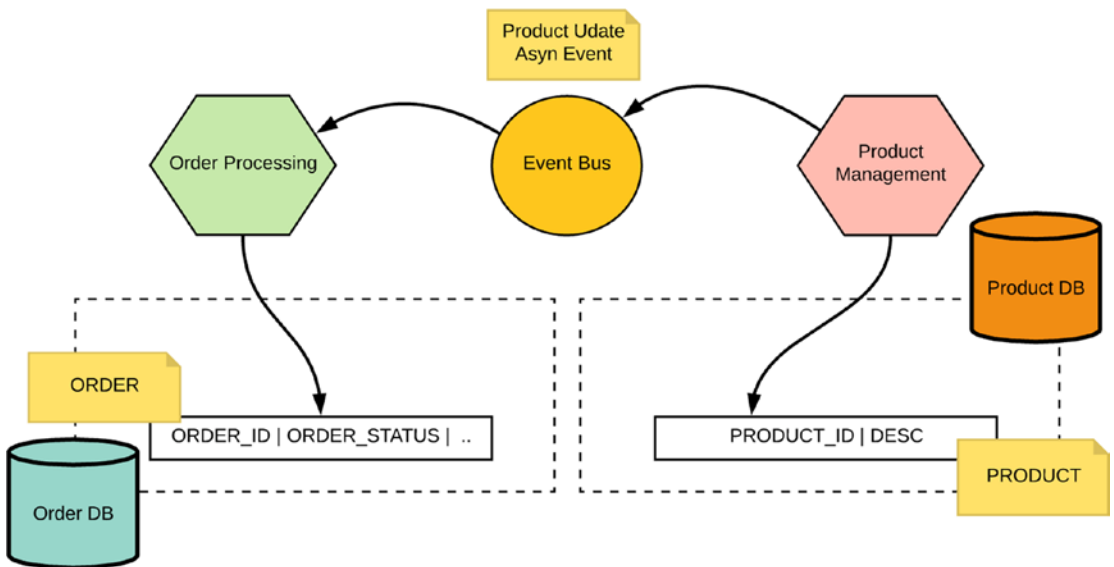 Product Udate
Asyn Event
Order Processing
Event Bus
Product
Management
Product DB
ORDER
ORDER_ID | ORDER_STATUS | ..
PRODUCT_ID | DESC
PRODUCT
Order DB